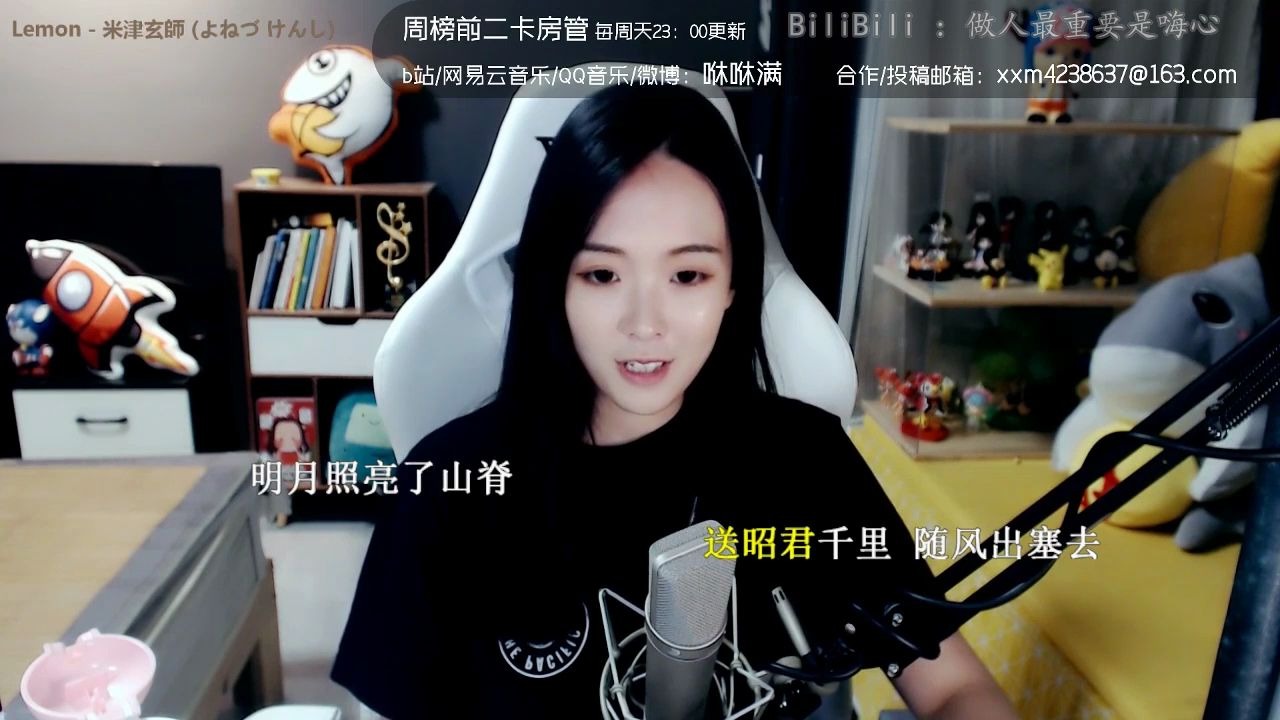 Lemon - 米津玄師 (よねづ けんし)
周榜前二卡房管 每周天23：00更新
BiliBili ：做人最重要是嗨心
b站/网易云音乐/QQ音乐/微博：咻咻满
合作/投稿邮箱：xxm4238637@163.com
明月照亮了山脊
送昭君千里 随风出塞去
THE PACIFIC